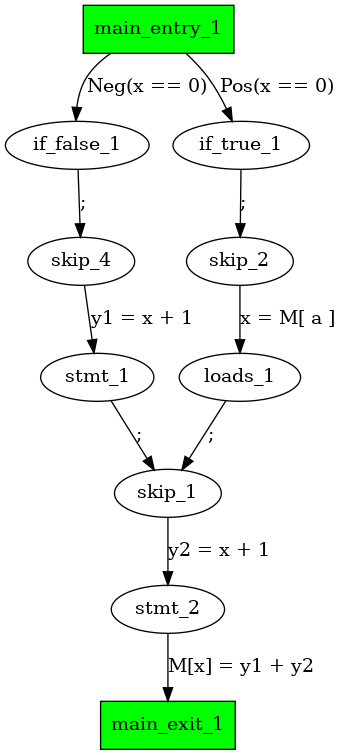 main_entry_1
Neg(x == 0)
Pos(x == 0)
if_false_1
if_true_1
;
;
skip_4
skip_2
y1 = x + 1
x = M[ a ]
stmt_1
loads_1
;
;
skip_1
y2 = x + 1
stmt_2
M[x] = y1 + y2
main_exit_1